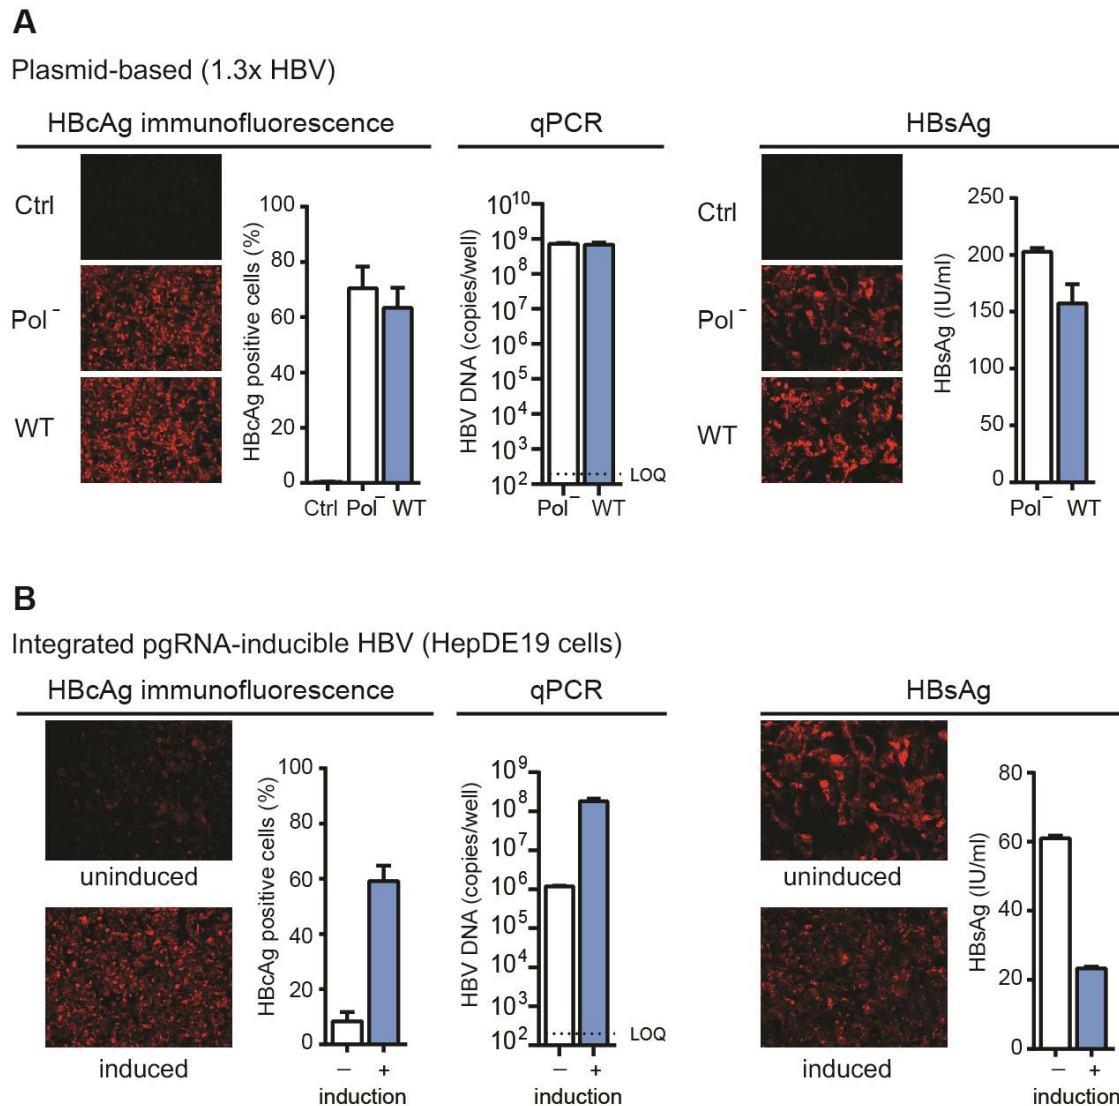 A
Plasmid-based (1.3x HBV)
HBcAg immunofluorescence
qPCR
HBsAg
Ctrl
Pol⁻
WT
HBcAg positive cells (%)
100
80
60
40
20
0
Ctrl Pol⁻ WT
HBV DNA (copies/well)
10¹⁰
10⁹
10⁸
10⁷
10⁶
10⁵
10⁴
10³
10²
LOQ
Pol⁻ WT
Ctrl
Pol⁻
WT
HBsAg (IU/ml)
250
200
150
100
50
0
Pol⁻ WT
B
Integrated pgRNA-inducible HBV (HepDE19 cells)
HBcAg immunofluorescence
qPCR
HBsAg
uninduced
induced
HBcAg positive cells (%)
100
80
60
40
20
0
– +
induction
HBV DNA (copies/well)
10⁹
10⁸
10⁷
10⁶
10⁵
10⁴
10³
10²
LOQ
– +
induction
uninduced
induced
HBsAg (IU/ml)
80
60
40
20
0
– +
induction